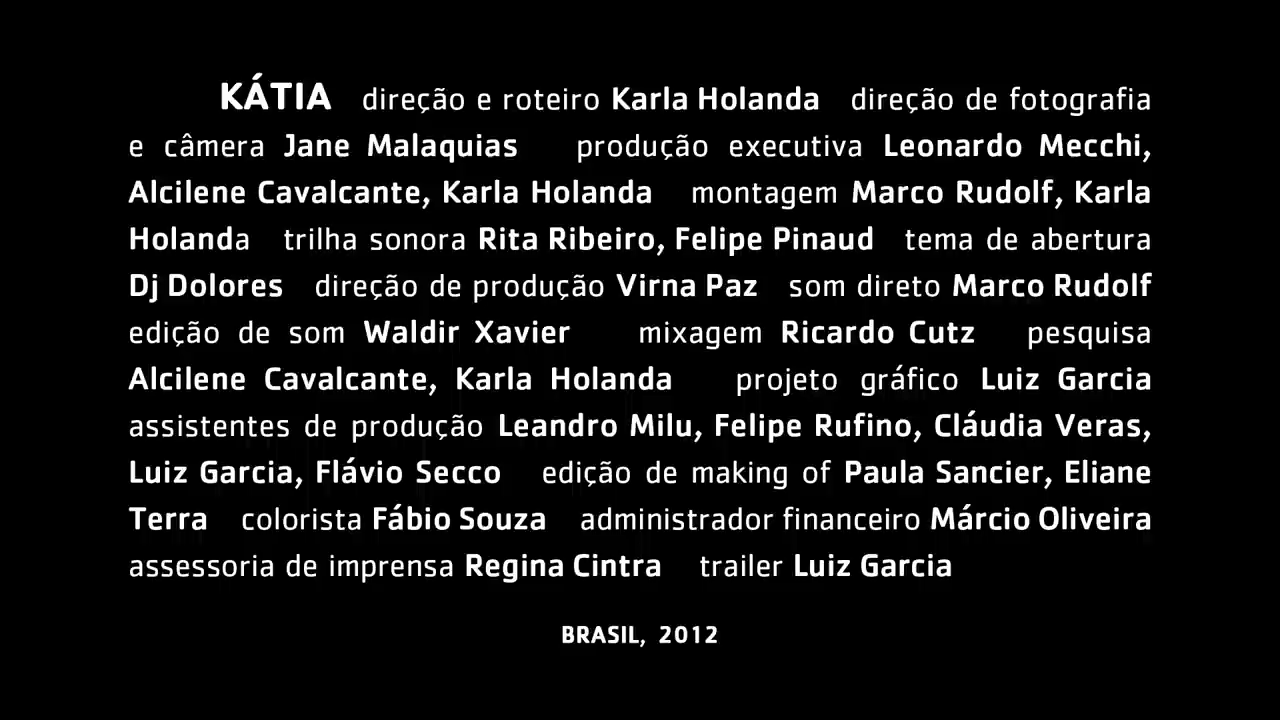 KÁTIA direção e roteiro Karla Holanda direção de fotografia
e câmera Jane Malaquias produção executiva Leonardo Mecchi,
Alcilene Cavalcante, Karla Holanda montagem Marco Rudolf, Karla
Holanda trilha sonora Rita Ribeiro, Felipe Pinaud tema de abertura
Dj Dolores direção de produção Virna Paz som direto Marco Rudolf
edição de som Waldir Xavier mixagem Ricardo Cutz pesquisa
Alcilene Cavalcante, Karla Holanda projeto gráfico Luiz Garcia
assistentes de produção Leandro Milu, Felipe Rufino, Cláudia Veras,
Luiz Garcia, Flávio Secco edição de making of Paula Sancier, Eliane
Terra colorista Fábio Souza administrador financeiro Márcio Oliveira
assessoria de imprensa Regina Cintra trailer Luiz Garcia
BRASIL, 2012